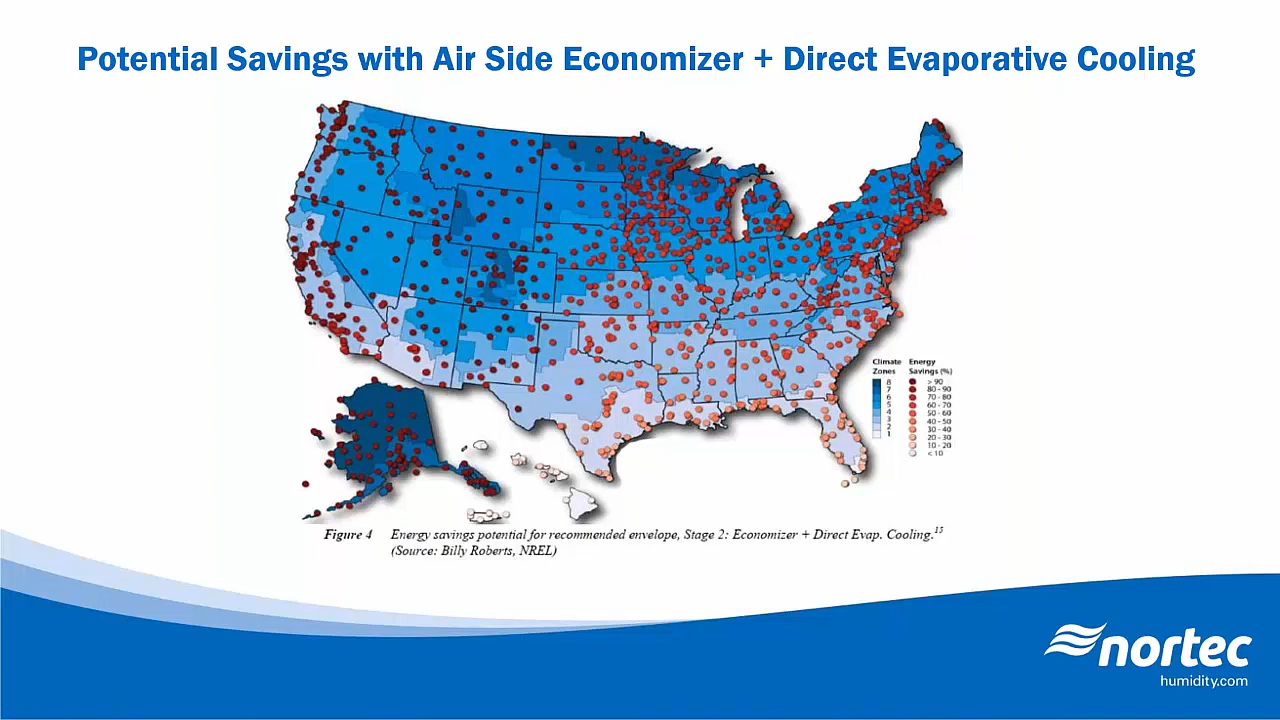 Potential Savings with Air Side Economizer + Direct Evaporative Cooling
Climate Zones
8
7
6
5
4
3
2
1
Energy Savings (%)
> 90
80 - 90
70 - 80
60 - 70
50 - 60
40 - 50
30 - 40
20 - 30
10 - 20
< 10
Figure 4 Energy savings potential for recommended envelope, Stage 2: Economizer + Direct Evap. Cooling.15
(Source: Billy Roberts, NREL)
nortec
humidity.com